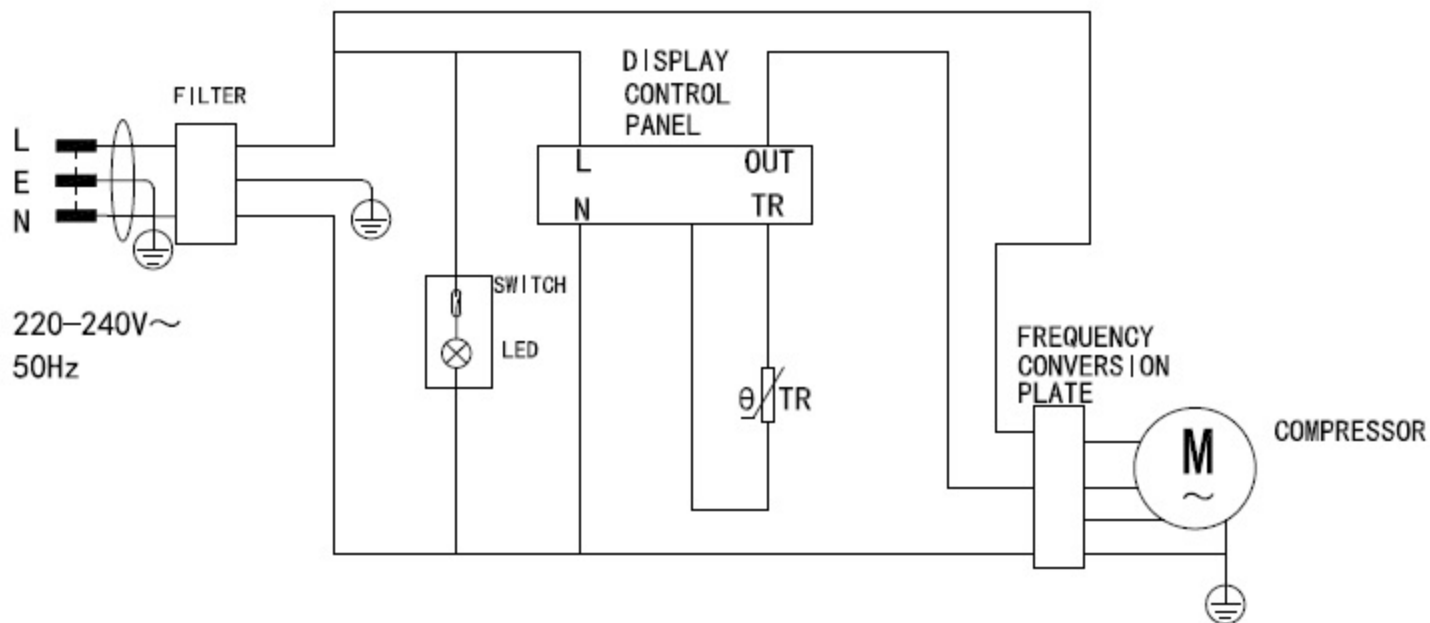 FILTER
L
E
N
220-240V～
50Hz
DISPLAY
CONTROL
PANEL
L OUT
N TR
SWITCH
LED
θ TR
FREQUENCY
CONVERSION
PLATE
M
～
COMPRESSOR